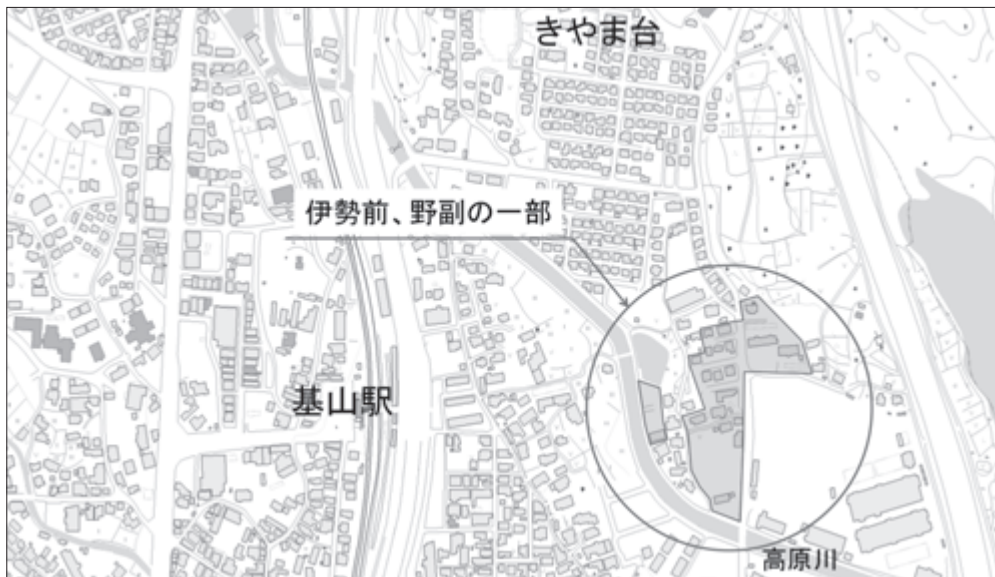 きやま台
伊勢前、野副の一部
基山駅
高原川